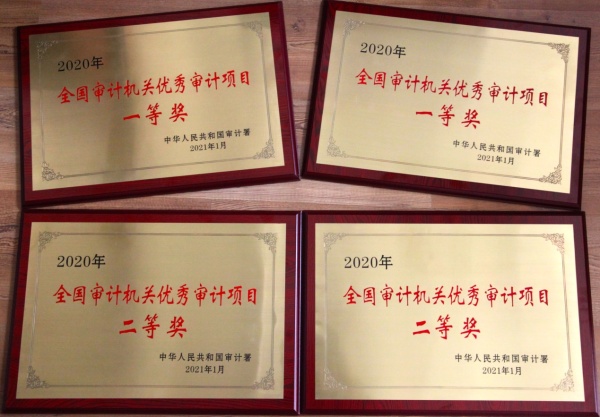 2020年
全国审计机关优秀审计项目
一等奖
中华人民共和国审计署
2021年1月
2020年
全国审计机关优秀审计项目
一等奖
中华人民共和国审计署
2021年1月
2020年
全国审计机关优秀审计项目
二等奖
中华人民共和国审计署
2021年1月
2020年
全国审计机关优秀审计项目
二等奖
中华人民共和国审计署
2021年1月